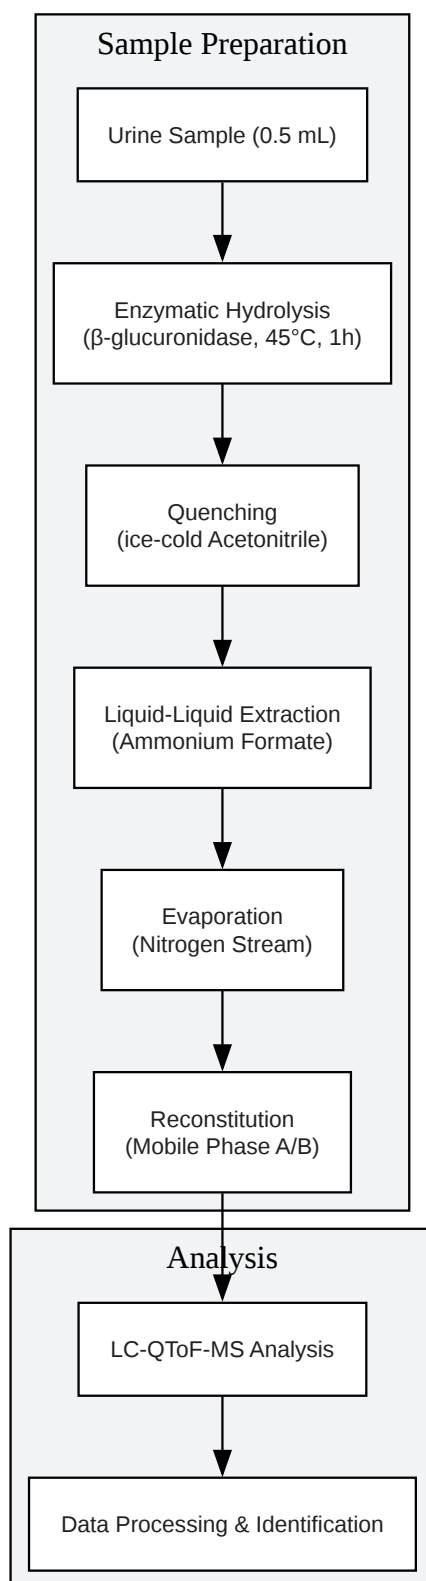 Sample Preparation
Urine Sample (0.5 mL)
Enzymatic Hydrolysis
(β-glucuronidase, 45°C, 1h)
Quenching
(ice-cold Acetonitrile)
Liquid-Liquid Extraction
(Ammonium Formate)
Evaporation
(Nitrogen Stream)
Reconstitution
(Mobile Phase A/B)
Analysis
LC-QToF-MS Analysis
Data Processing & Identification